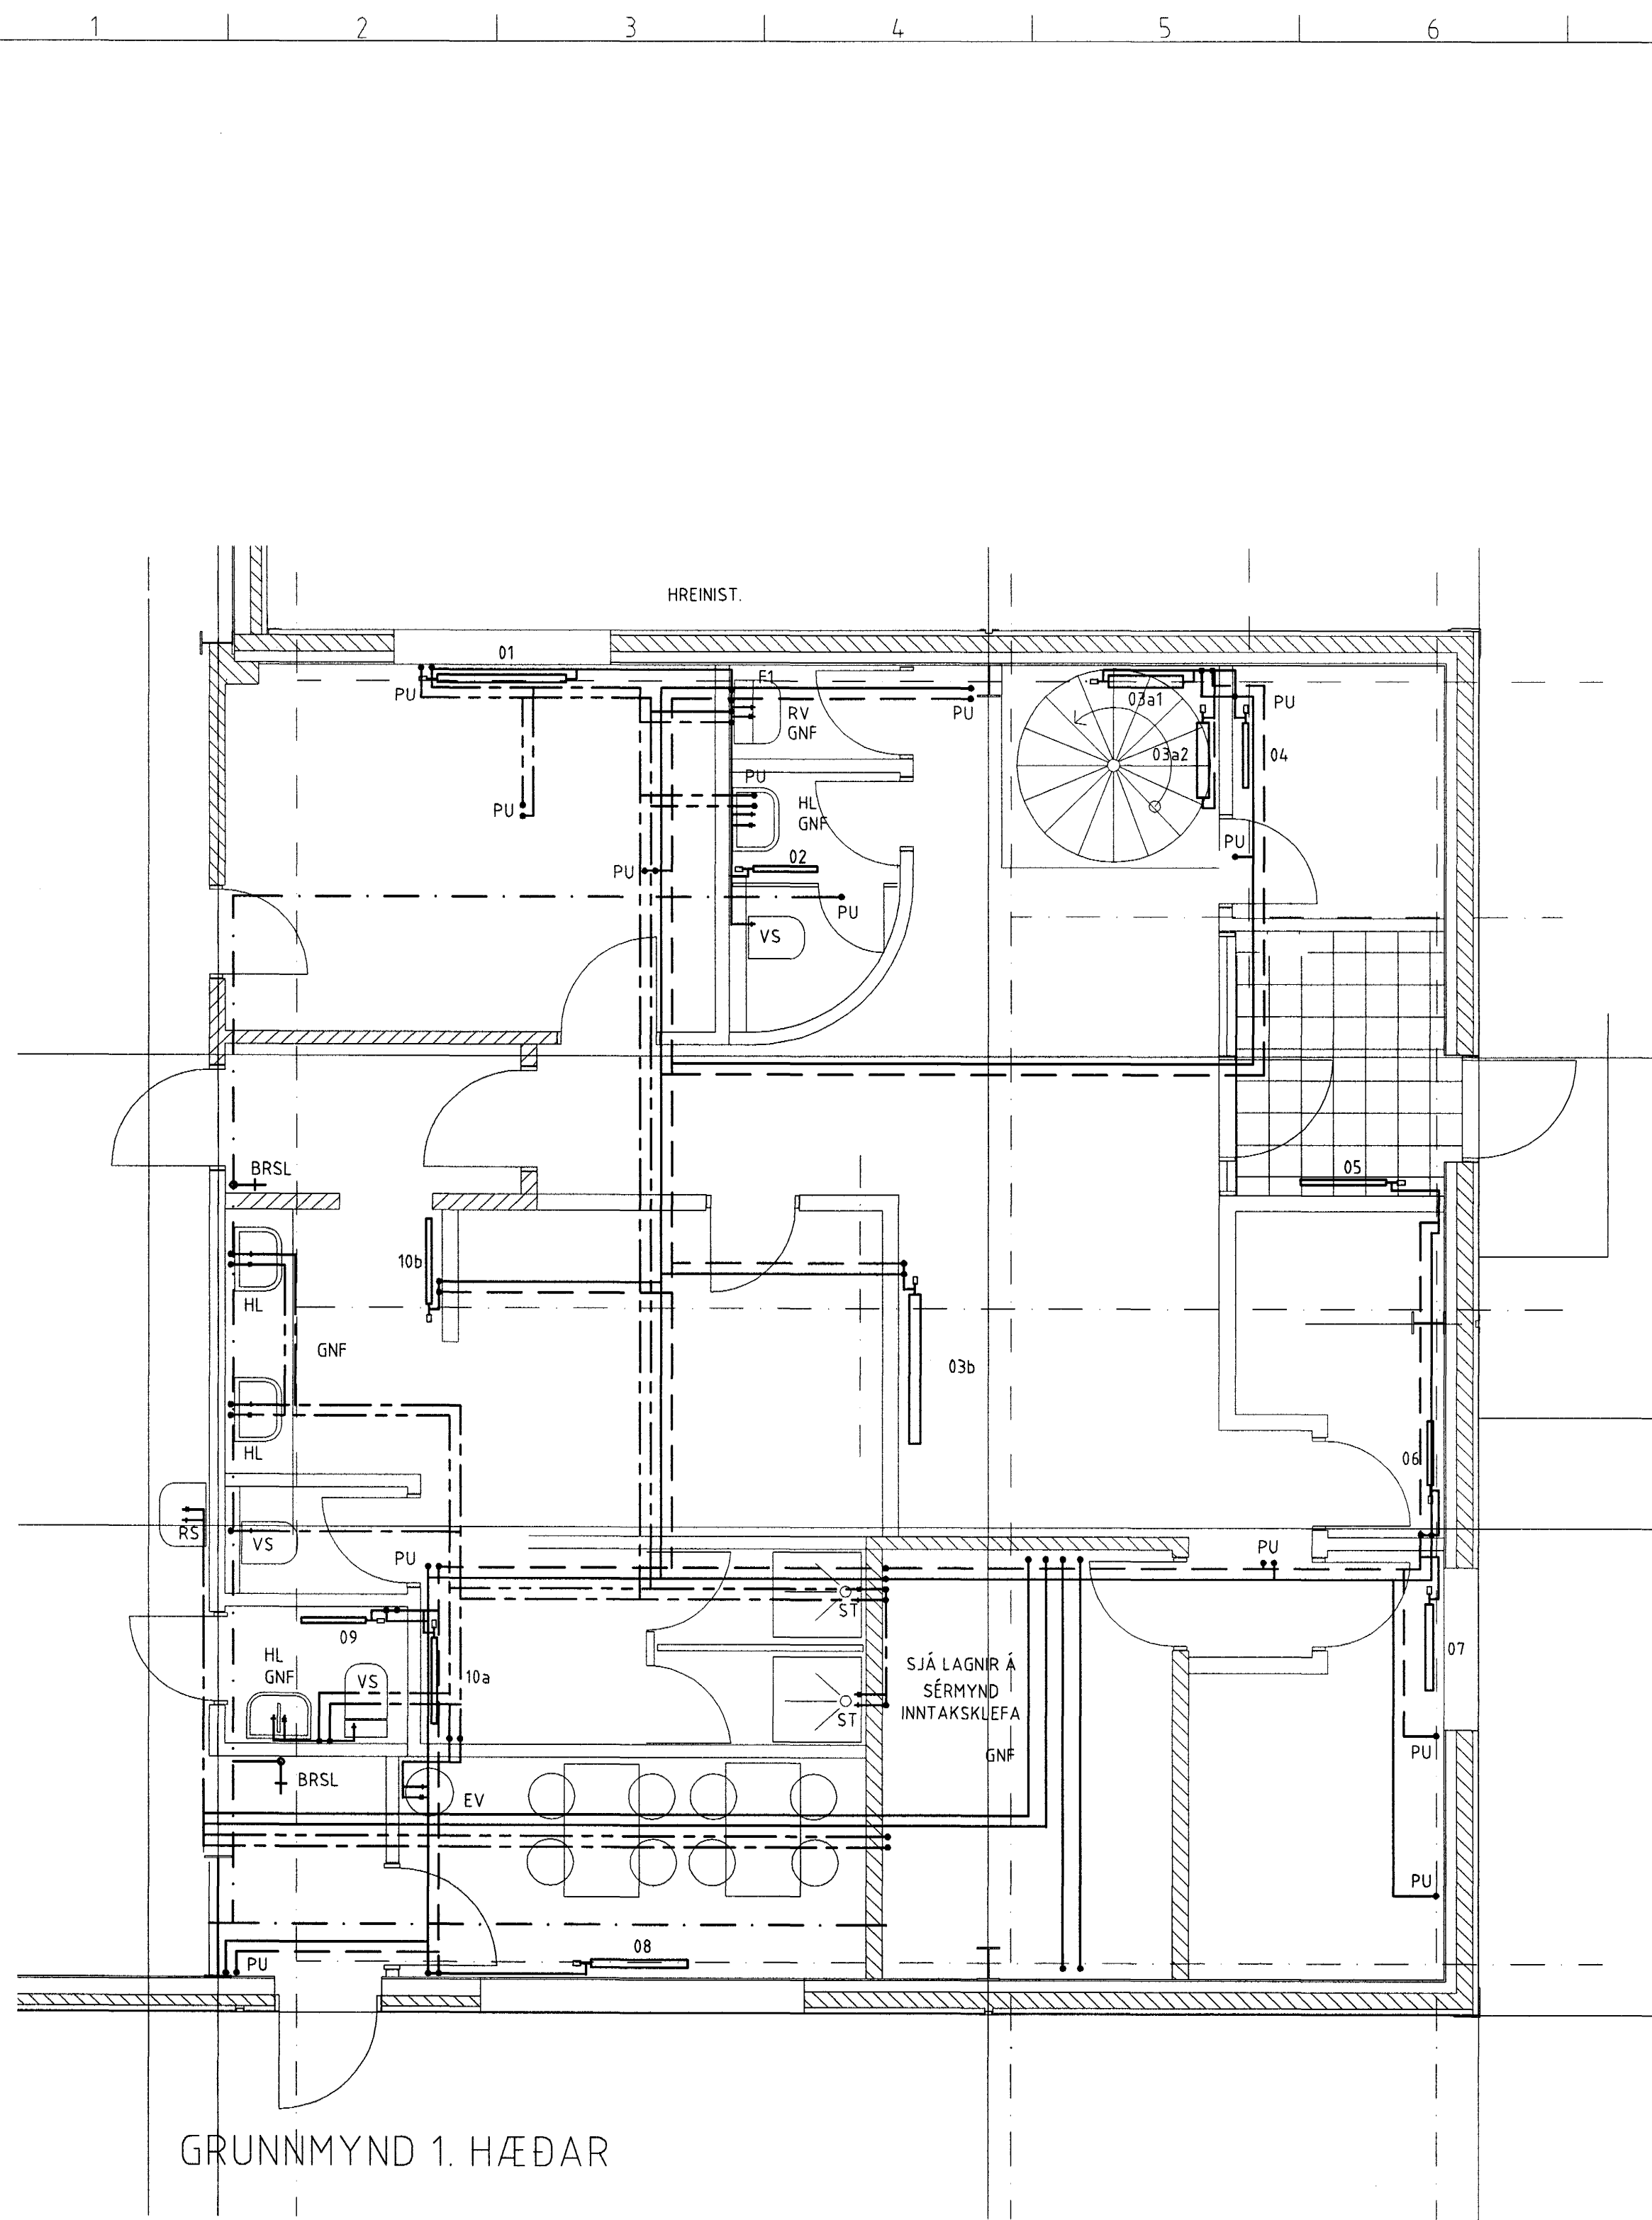 1 2 3 4 5 6
HREINIST.
01
PU
F1
RV
GNF
PU
03a1
PU
03a2
04
PU
PU
HL
GNF
PU
02
PU
PU
VS
BRSL
05
10b
HL
GNF
03b
HL
06
RS
VS
PU
PU
ST
09
HL
GNF
VS
10a
SJÁ LAGNIR Á
SÉRMYND
INNTAKSKLEFA
07
ST
GNF
PU
BRSL
EV
PU
08
PU
GRUNNMYND 1. HÆÐAR